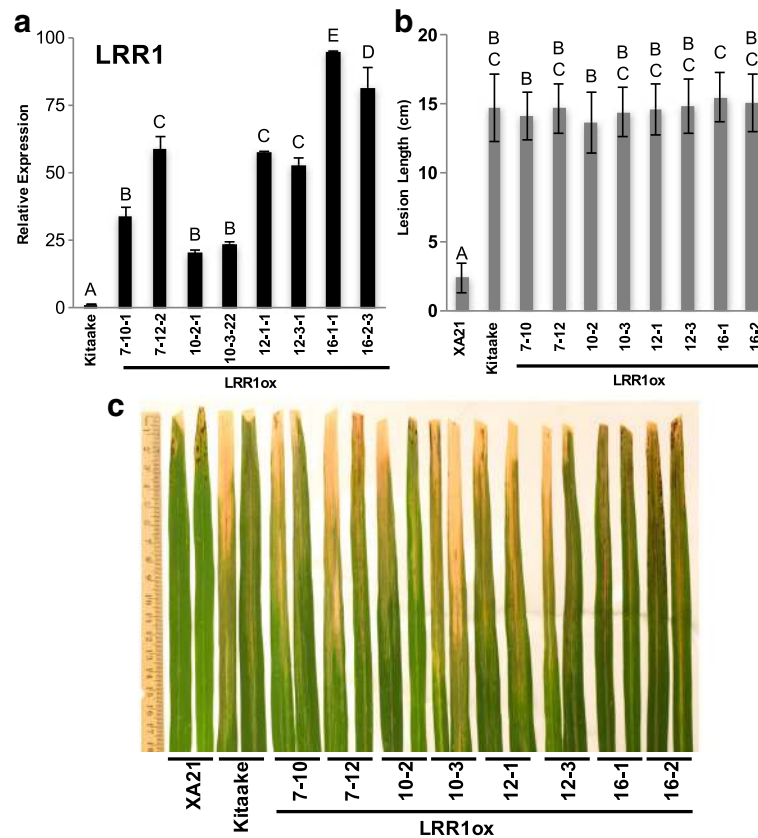 a
LRR1
Relative Expression
100
75
50
25
0
A
B
C
B
B
C
C
E
D
Kitaake
7-10-1
7-12-2
10-2-1
10-3-22
12-1-1
12-3-1
16-1-1
16-2-3
LRR1ox
b
Lesion Length (cm)
20
15
10
5
0
A
B C
B
B C
B
B C
B C
B C
C
B C
XA21
Kitaake
7-10
7-12
10-2
10-3
12-1
12-3
16-1
16-2
LRR1ox
c
XA21
Kitaake
7-10
7-12
10-2
10-3
12-1
12-3
16-1
16-2
LRR1ox